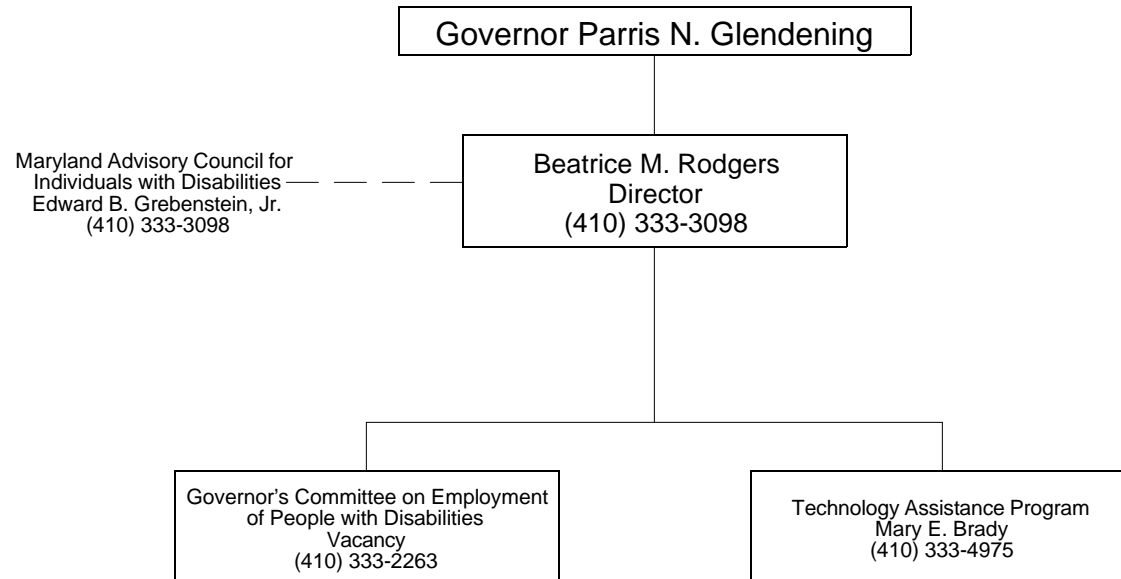 Governor Parris N. Glendening
Maryland Advisory Council for
Individuals with Disabilities
Edward B. Grebenstein, Jr.
(410) 333-3098
Beatrice M. Rodgers
Director
(410) 333-3098
Governor's Committee on Employment
of People with Disabilities
Vacancy
(410) 333-2263
Technology Assistance Program
Mary E. Brady
(410) 333-4975